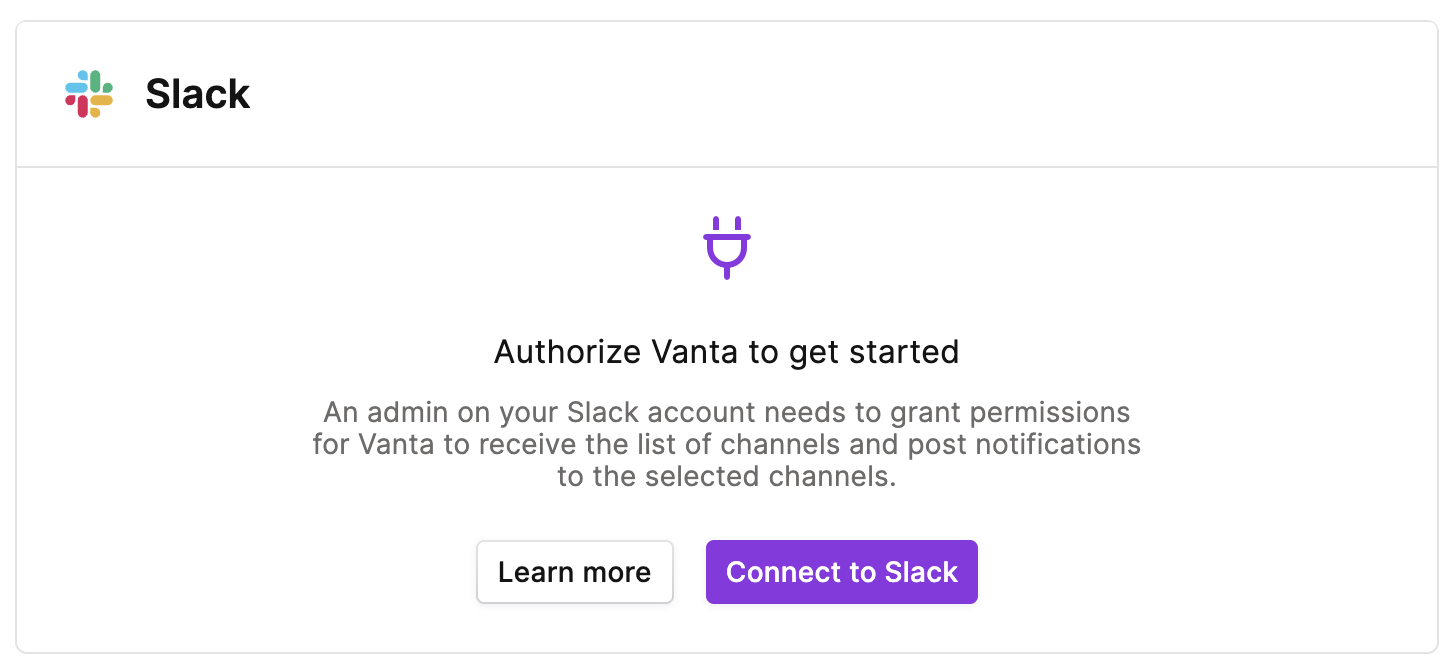 Slack
Authorize Vanta to get started
An admin on your Slack account needs to grant permissions
for Vanta to receive the list of channels and post notifications
to the selected channels.
Learn more
Connect to Slack